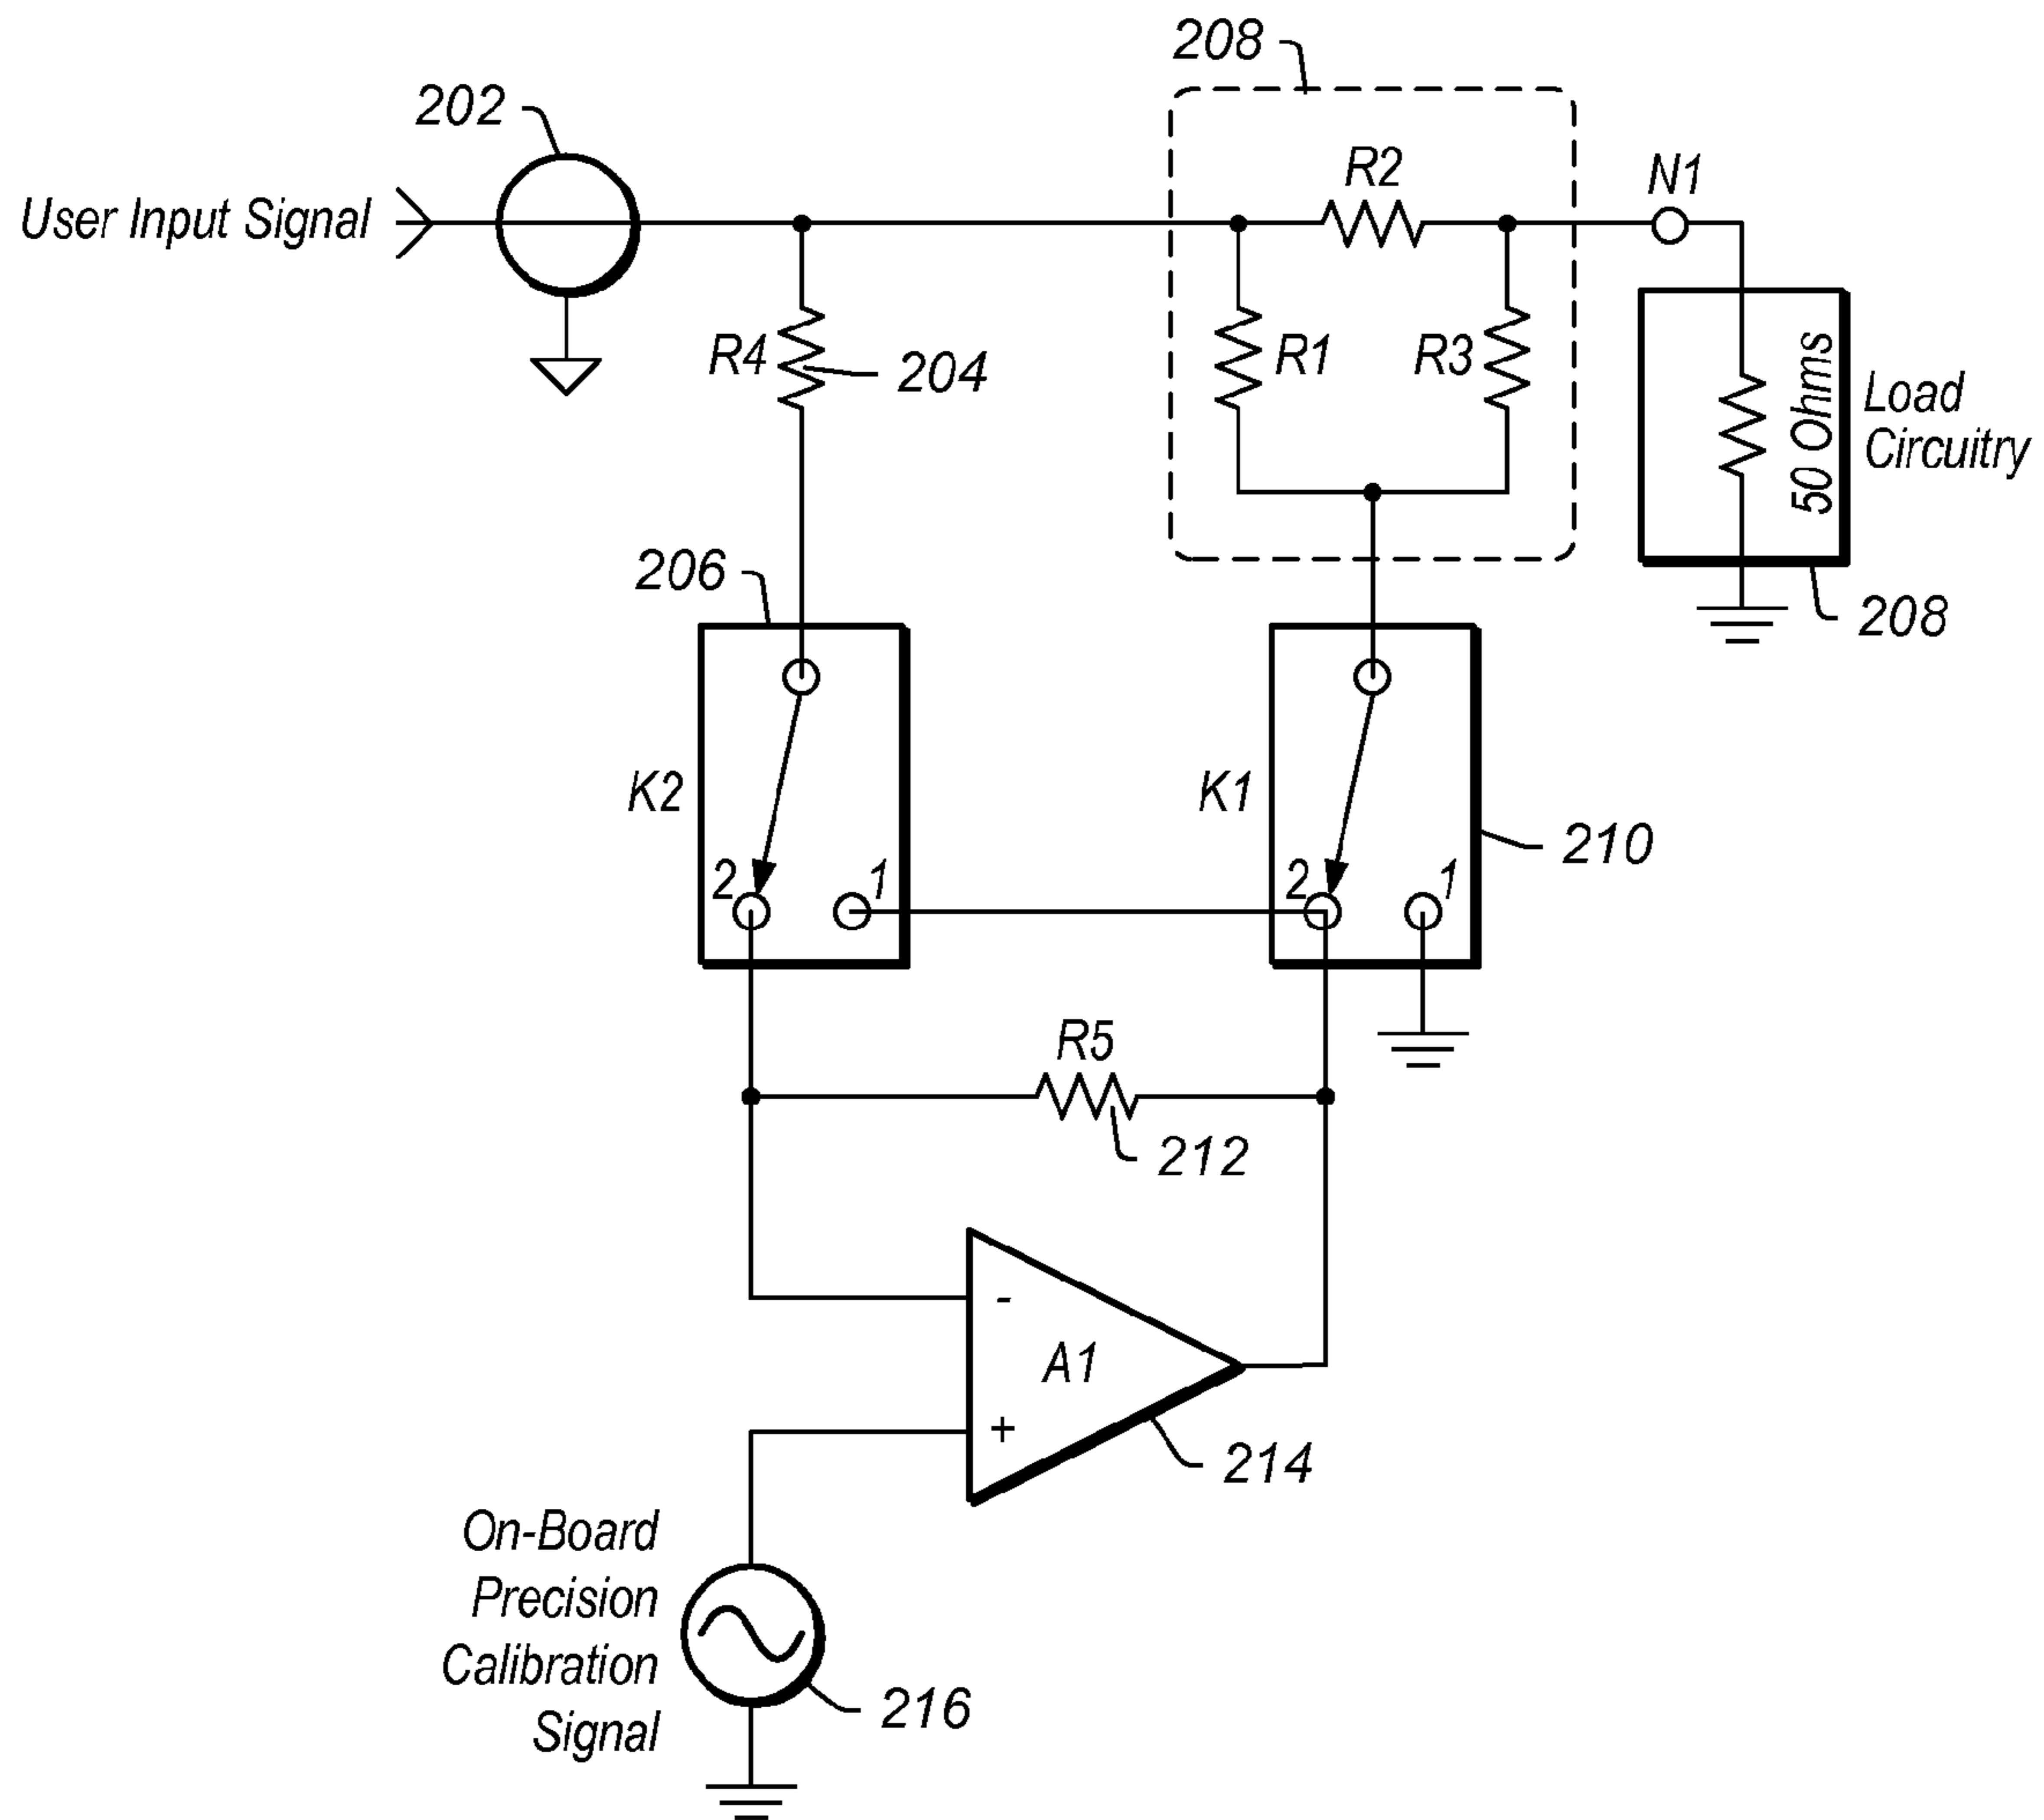 208
202
R2
N1
User Input Signal
R4
204
R1
R3
50 Ohms
Load
Circuitry
206
208
K2
K1
210
2
1
2
1
R5
212
-
A1
+
214
On-Board
Precision
Calibration
Signal
216